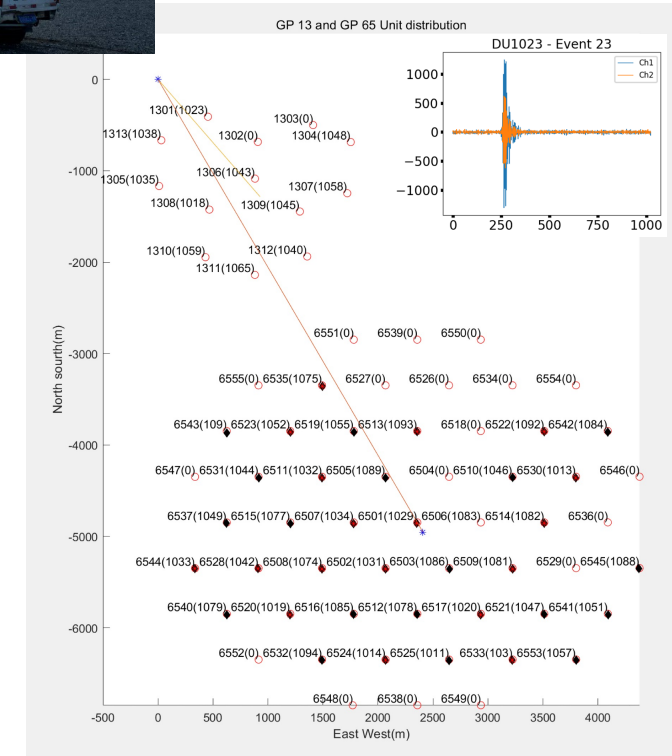 GP 13 and GP 65 Unit distribution
DU1023 - Event 23
Ch1
Ch2
1000
500
0
−500
−1000
0 250 500 750 1000
0
-1000
-2000
-3000
-4000
-5000
-6000
North sourth(m)
1301(1023)
1303(0)
1313(1038) 1302(0) 1304(1048)
1306(1043)
1305(1035) 1307(1058)
1308(1018) 1309(1045)
1310(1059) 1312(1040)
1311(1065)
6551(0) 6539(0) 6550(0)
6555(0) 6535(1075) 6527(0) 6526(0) 6534(0) 6554(0)
6543(109) 6523(1052) 6519(1055) 6513(1093) 6518(0) 6522(1092) 6542(1084)
6547(0) 6531(1044) 6511(1032) 6505(1089) 6504(0) 6510(1046) 6530(1013) 6546(0)
6537(1049) 6515(1077) 6507(1034) 6501(1029) 6506(1083) 6514(1082) 6536(0)
6544(1033) 6528(1042) 6508(1074) 6502(1031) 6503(1086) 6509(1081) 6529(0) 6545(1088)
6540(1079) 6520(1019) 6516(1085) 6512(1078) 6517(1020) 6521(1047) 6541(1051)
6552(0) 6532(1094) 6524(1014) 6525(1011) 6533(103) 6553(1057)
6548(0) 6538(0) 6549(0)
-500 0 500 1000 1500 2000 2500 3000 3500 4000
East West(m)